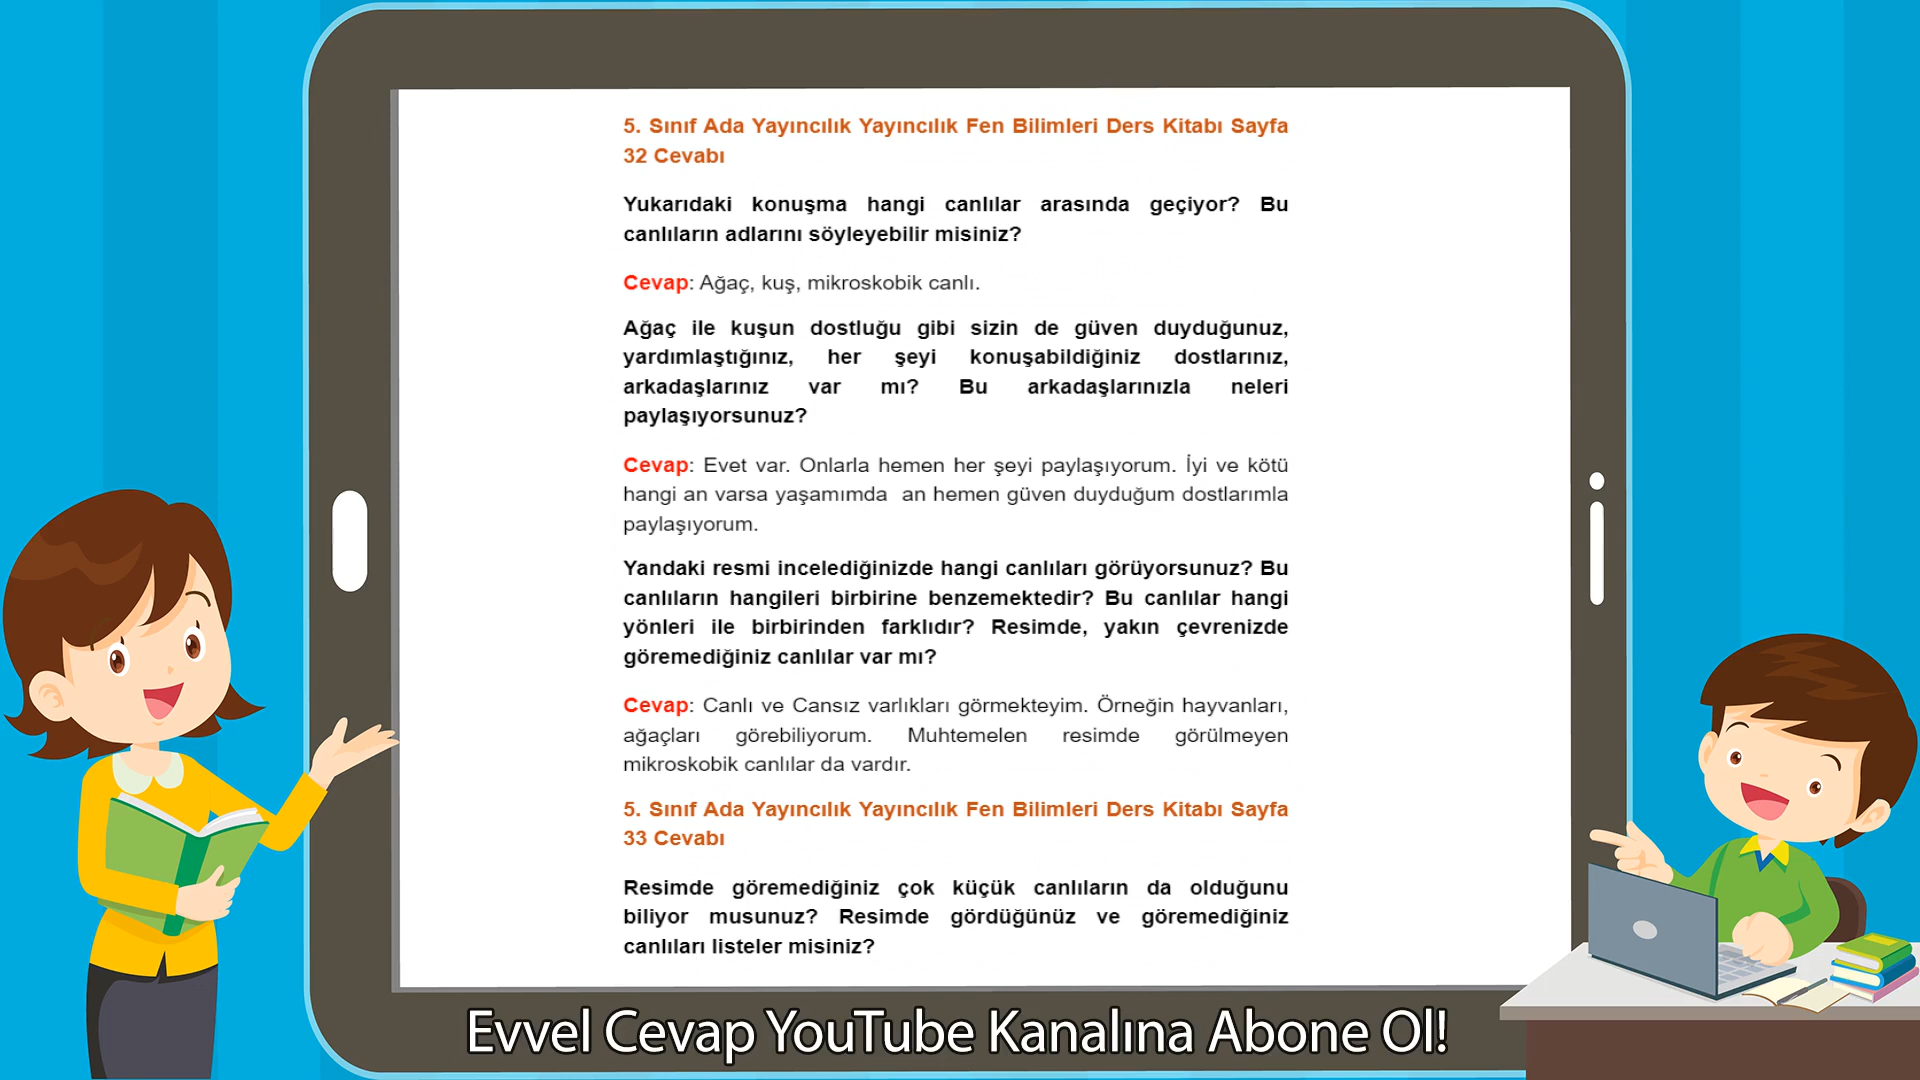 5. Sınıf Ada Yayıncılık Yayıncılık Fen Bilimleri Ders Kitabı Sayfa
32 Cevabı
Yukarıdaki konuşma hangi canlılar arasında geçiyor? Bu
canlıların adlarını söyleyebilir misiniz?
Cevap: Ağaç, kuş, mikroskobik canlı.
Ağaç ile kuşun dostluğu gibi sizin de güven duyduğunuz,
yardımlaştığınız, her şeyi konuşabildiğiniz dostlarınız,
arkadaşlarınız var mı? Bu arkadaşlarınızla neleri
paylaşıyorsunuz?
Cevap: Evet var. Onlarla hemen her şeyi paylaşıyorum. İyi ve kötü
hangi an varsa yaşamımda an hemen güven duyduğum dostlarımla
paylaşıyorum.
Yandaki resmi incelediğinizde hangi canlıları görüyorsunuz? Bu
canlıların hangileri birbirine benzemektedir? Bu canlılar hangi
yönleri ile birbirinden farklıdır? Resimde, yakın çevrenizde
göremediğiniz canlılar var mı?
Cevap: Canlı ve Cansız varlıkları görmekteyim. Örneğin hayvanları,
ağaçları görebiliyorum. Muhtemelen resimde görülmeyen
mikroskobik canlılar da vardır.
5. Sınıf Ada Yayıncılık Yayıncılık Fen Bilimleri Ders Kitabı Sayfa
33 Cevabı
Resimde göremediğiniz çok küçük canlıların da olduğunu
biliyor musunuz? Resimde gördüğünüz ve göremediğiniz
canlıları listeler misiniz?
Evvel Cevap YouTube Kanalına Abone Ol!